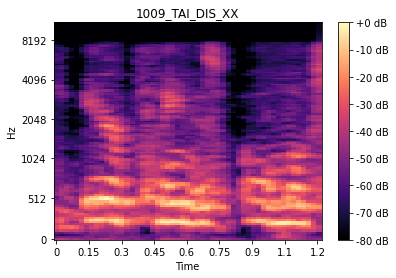 1009_TAI_DIS_XX
+0 dB
8192
-10 dB
4096
-20 dB
-30 dB
2048
Hz
-40 dB
1024
-50 dB
512
-60 dB
-70 dB
0
-80 dB
0 0.15 0.3 0.45 0.6 0.75 0.9 1.1 1.2
Time